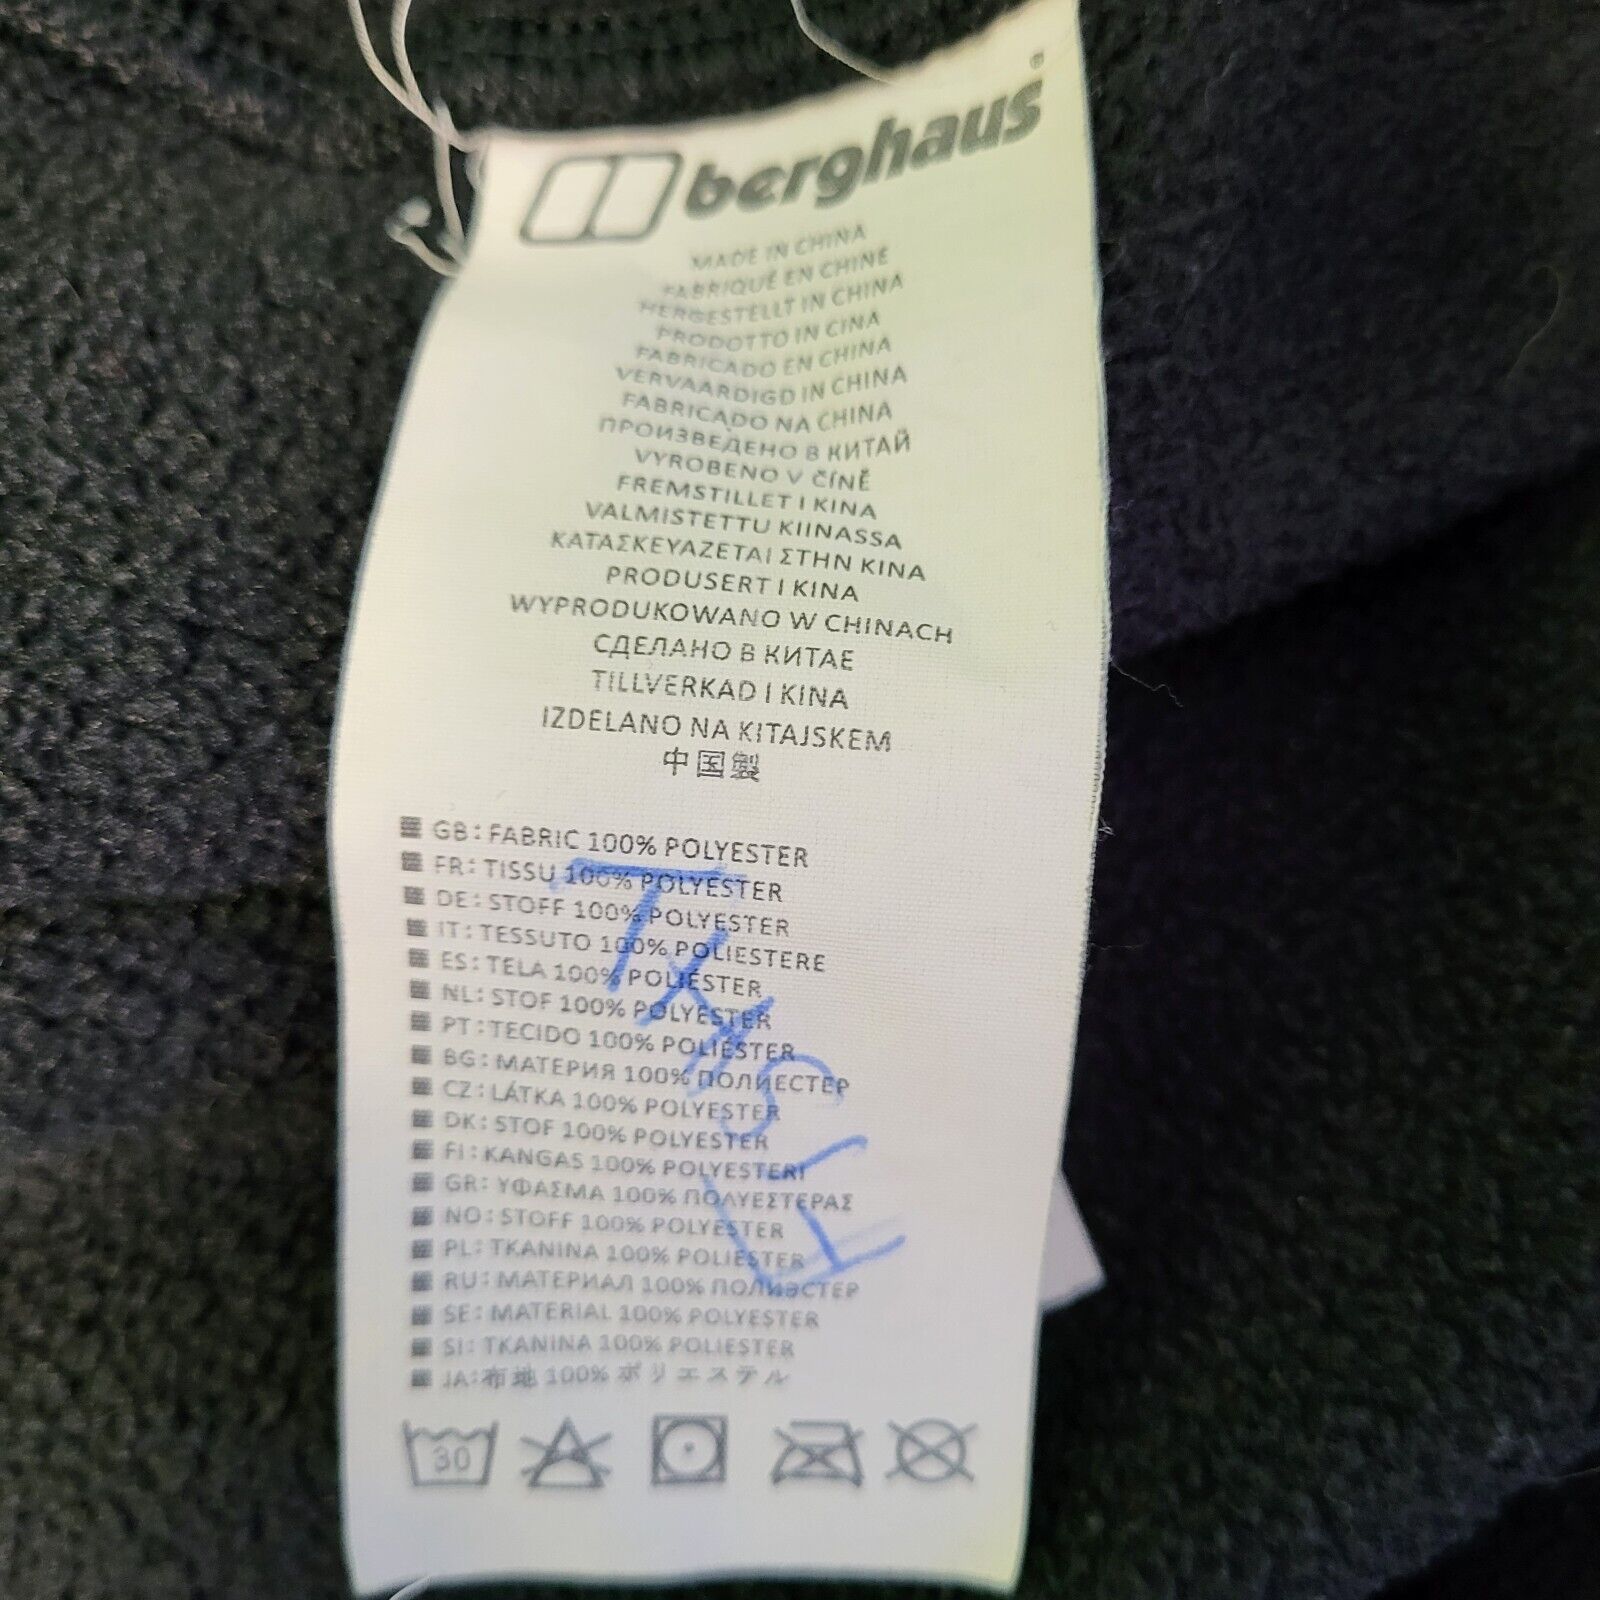 berghaus®
MADE IN CHINA
FABRIQUÉ EN CHINE
HERGESTELLT IN CHINA
PRODOTTO IN CINA
FABRICADO EN CHINA
VERVAARDIGD IN CHINA
FABRICADO NA CHINA
ПРОИЗВЕДЕНО В КИТАЙ
VYROBENO V ČÍNĚ
FREMSTILLET I KINA
VALMISTETTU KIINASSA
ΚΑΤΑΣΚΕΥΑΖΕΤΑΙ ΣΤΗΝ ΚΙΝΑ
PRODUSERT I KINA
WYPRODUKOWANO W CHINACH
СДЕЛАНО В КИТАЕ
TILLVERKAD I KINA
IZDELANO NA KITAJSKEM
中国製
GB: FABRIC 100% POLYESTER
FR: TISSU 100% POLYESTER
DE: STOFF 100% POLYESTER
IT: TESSUTO 100% POLIESTERE
ES: TELA 100% POLIÉSTER
NL: STOF 100% POLYESTER
PT: TECIDO 100% POLIÉSTER
BG: МАТЕРИЯ 100% ПОЛИЕСТЕР
CZ: LÁTKA 100% POLYESTER
DK: STOF 100% POLYESTER
FI: KANGAS 100% POLYESTERI
GR: ΥΦΑΣΜΑ 100% ΠΟΛΥΕΣΤΕΡΑΣ
NO: STOFF 100% POLYESTER
PL: TKANINA 100% POLIESTER
RU: МАТЕРИАЛ 100% ПОЛИЭСТЕР
SE: MATERIAL 100% POLYESTER
SI: TKANINA 100% POLIESTER
JA: 布地 100% ポリエステル
30